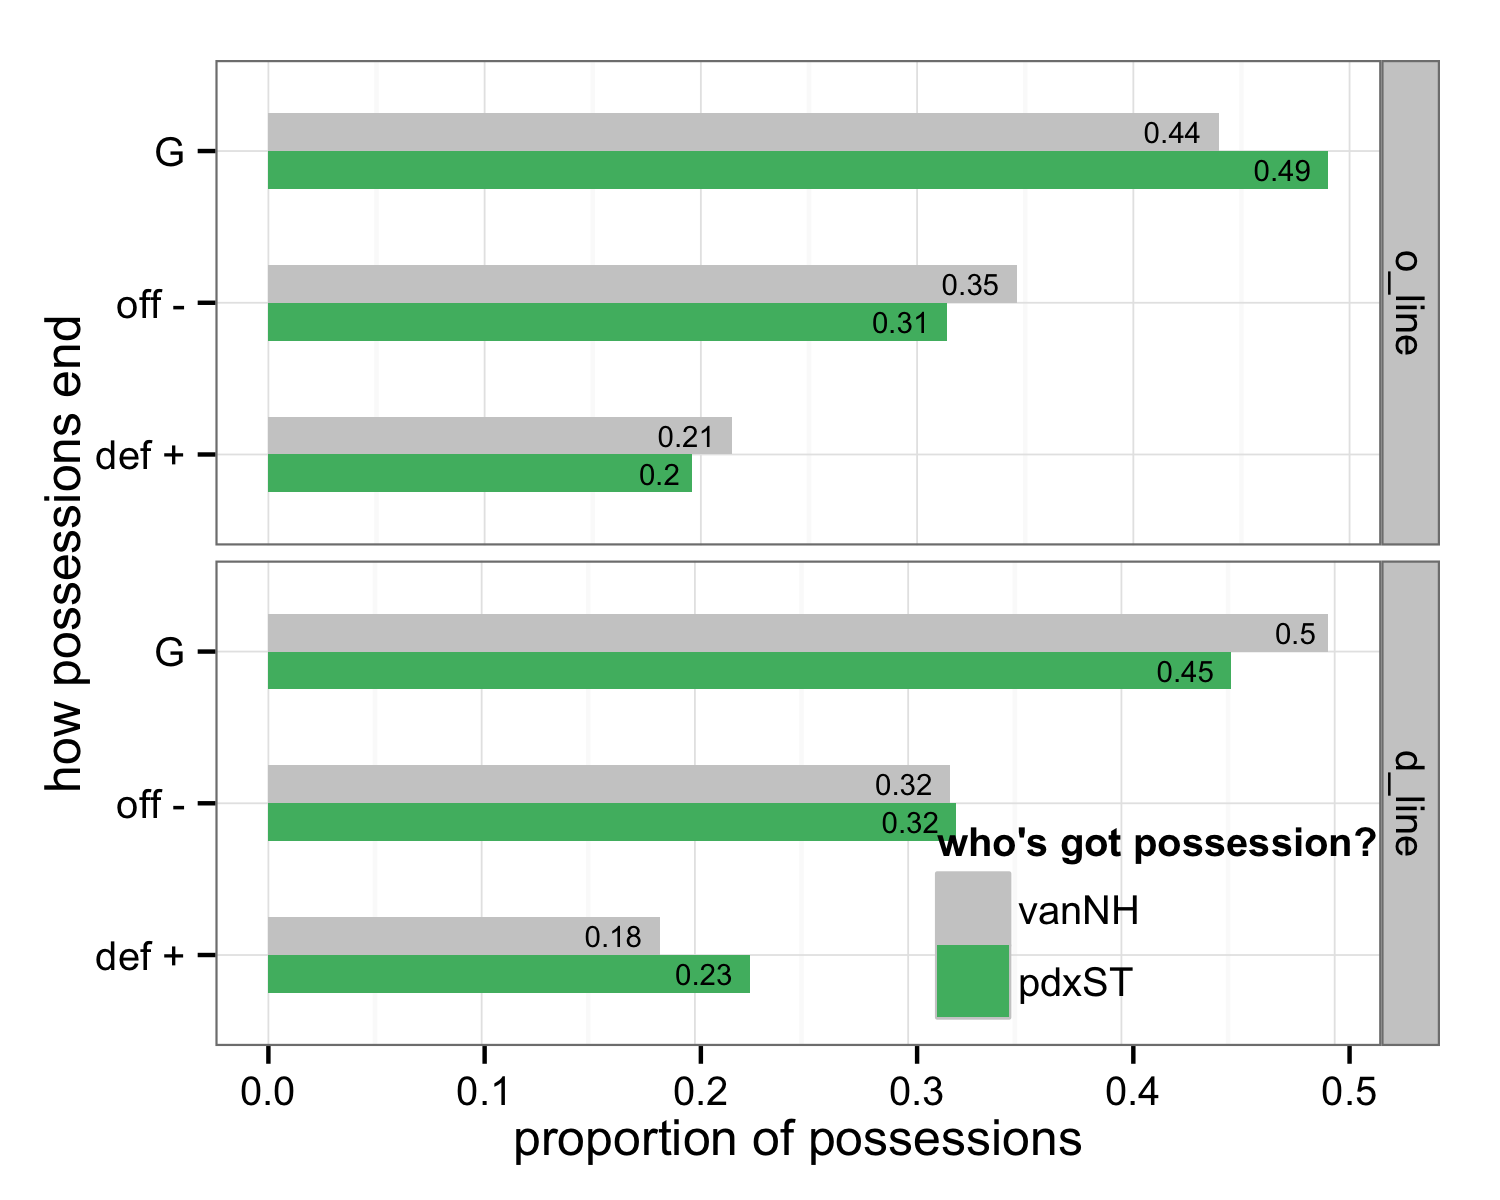 how possessions end
G
0.44
0.49
off -
0.35
0.31
def +
0.21
0.2
o_line
G
0.5
0.45
off -
0.32
0.32
def +
0.18
0.23
d_line
who's got possession?
vanNH
pdxST
0.0 0.1 0.2 0.3 0.4 0.5
proportion of possessions